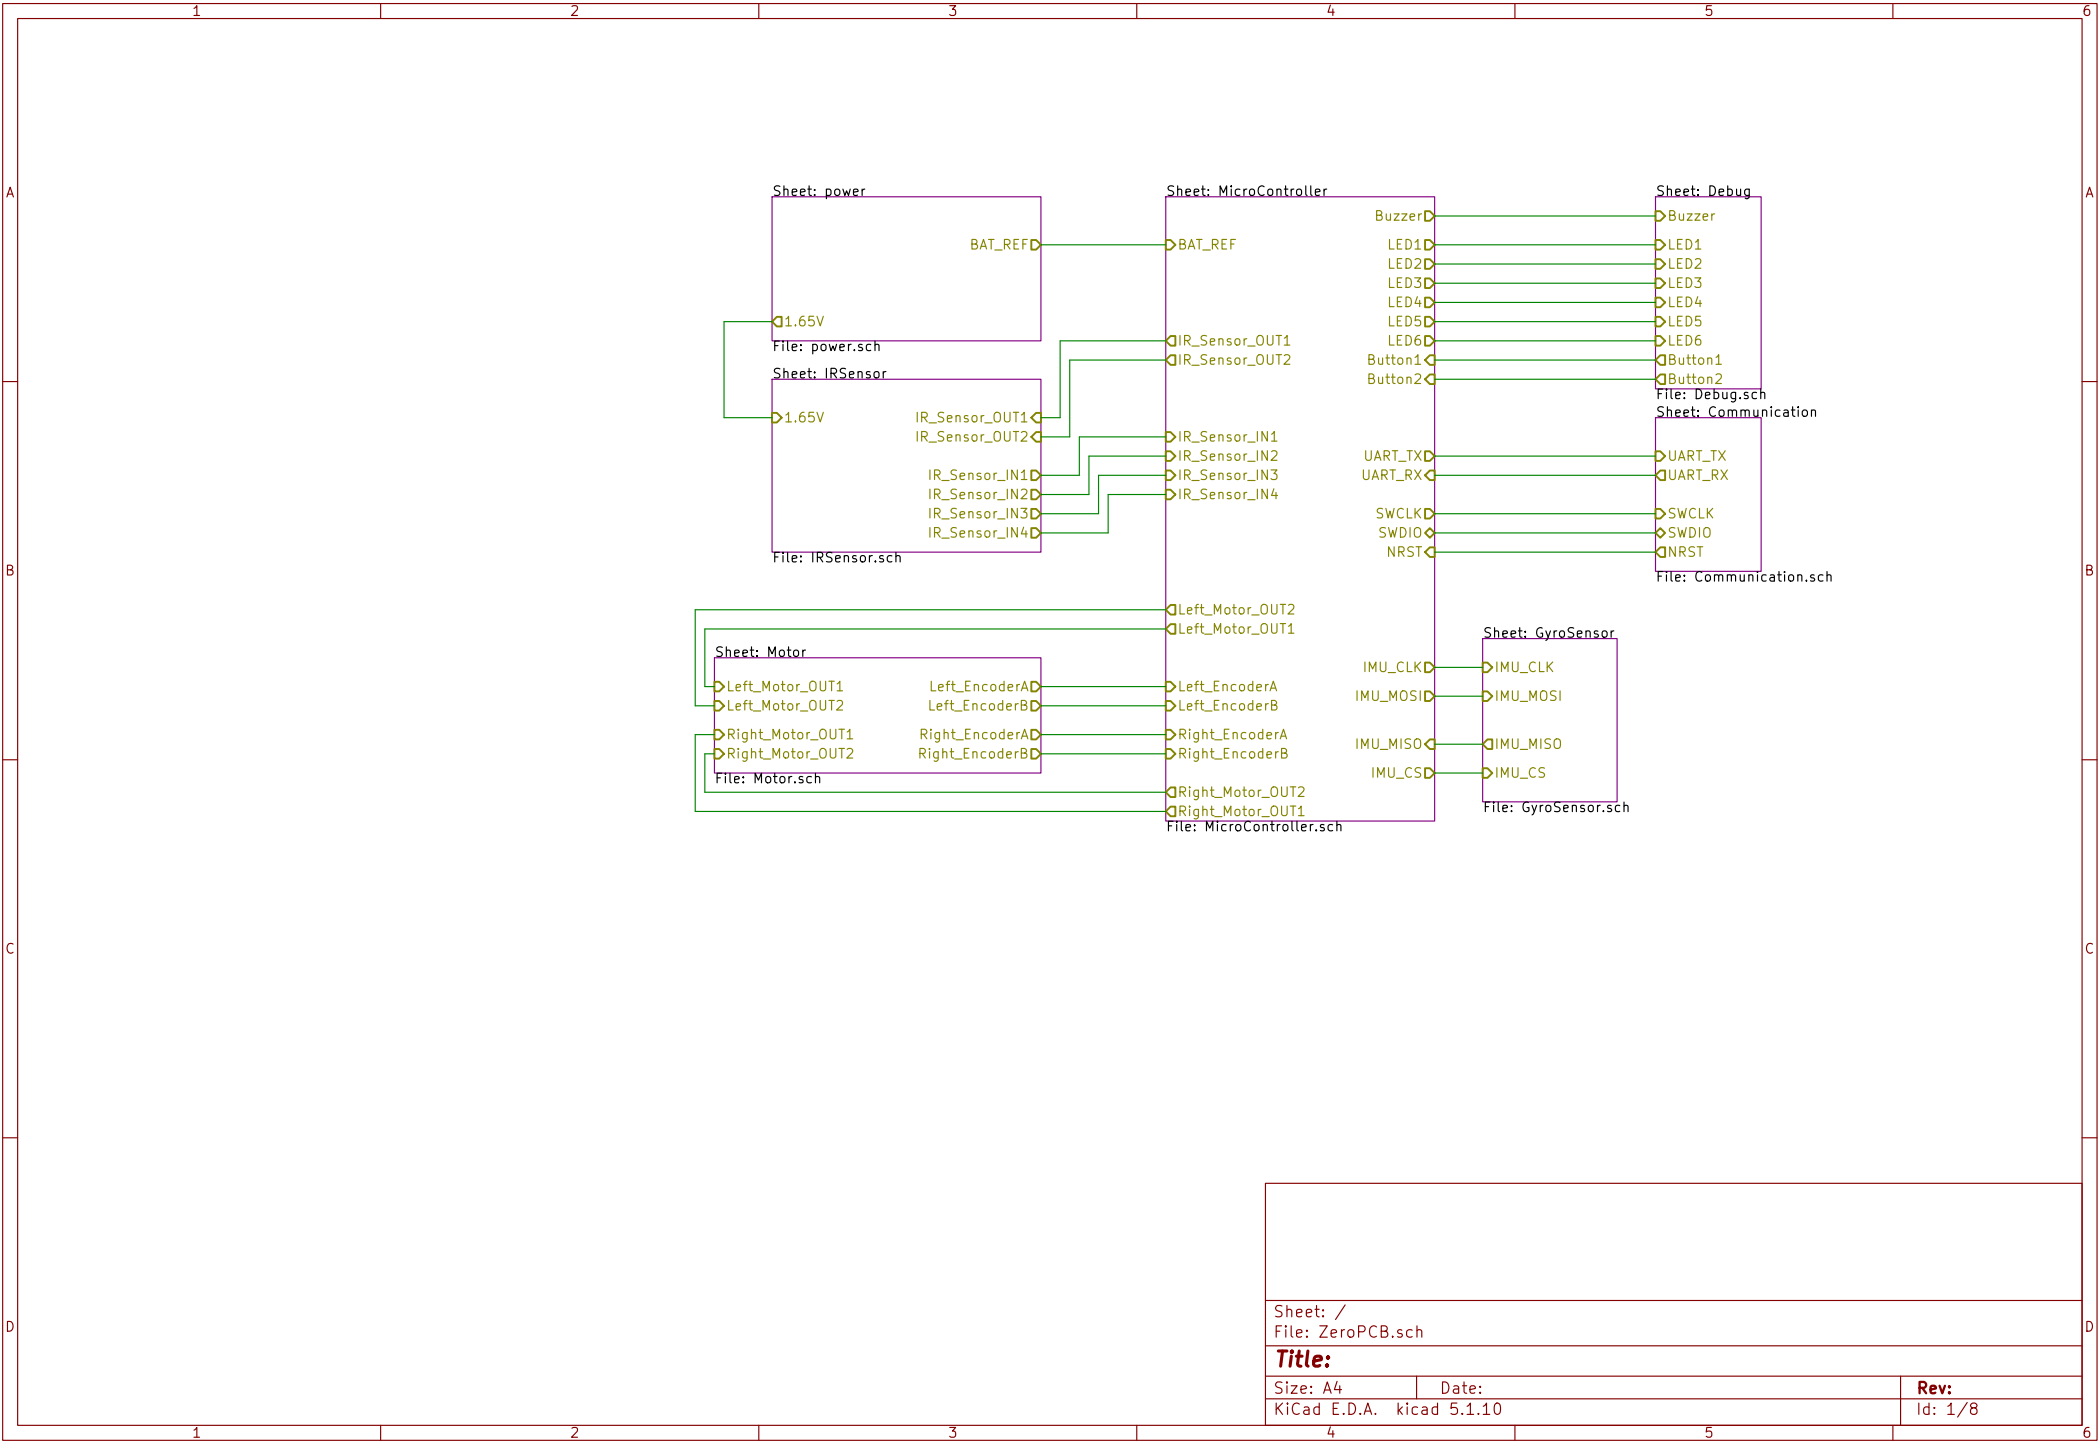 1 2 3 4 5 6
A A
B B
C C
D D
Sheet: power
BAT_REF
1.65V
File: power.sch
Sheet: IRSensor
1.65V
IR_Sensor_OUT1
IR_Sensor_OUT2
IR_Sensor_IN1
IR_Sensor_IN2
IR_Sensor_IN3
IR_Sensor_IN4
File: IRSensor.sch
Sheet: Motor
Left_Motor_OUT1 Left_EncoderA
Left_Motor_OUT2 Left_EncoderB
Right_Motor_OUT1 Right_EncoderA
Right_Motor_OUT2 Right_EncoderB
File: Motor.sch
Sheet: MicroController
Buzzer
BAT_REF LED1
LED2
LED3
LED4
LED5
IR_Sensor_OUT1 LED6
IR_Sensor_OUT2 Button1
Button2
IR_Sensor_IN1
IR_Sensor_IN2 UART_TX
IR_Sensor_IN3 UART_RX
IR_Sensor_IN4
SWCLK
SWDIO
NRST
Left_Motor_OUT2
Left_Motor_OUT1
IMU_CLK
Left_EncoderA
IMU_MOSI
Left_EncoderB
Right_EncoderA
IMU_MISO
Right_EncoderB
IMU_CS
Right_Motor_OUT2
Right_Motor_OUT1
File: MicroController.sch
Sheet: Debug
Buzzer
LED1
LED2
LED3
LED4
LED5
LED6
Button1
Button2
File: Debug.sch
Sheet: Communication
UART_TX
UART_RX
SWCLK
SWDIO
NRST
File: Communication.sch
Sheet: GyroSensor
IMU_CLK
IMU_MOSI
IMU_MISO
IMU_CS
File: GyroSensor.sch
Sheet: /
File: ZeroPCB.sch
Title:
Size: A4 Date: Rev:
KiCad E.D.A. kicad 5.1.10 Id: 1/8
1 2 3 4 5 6